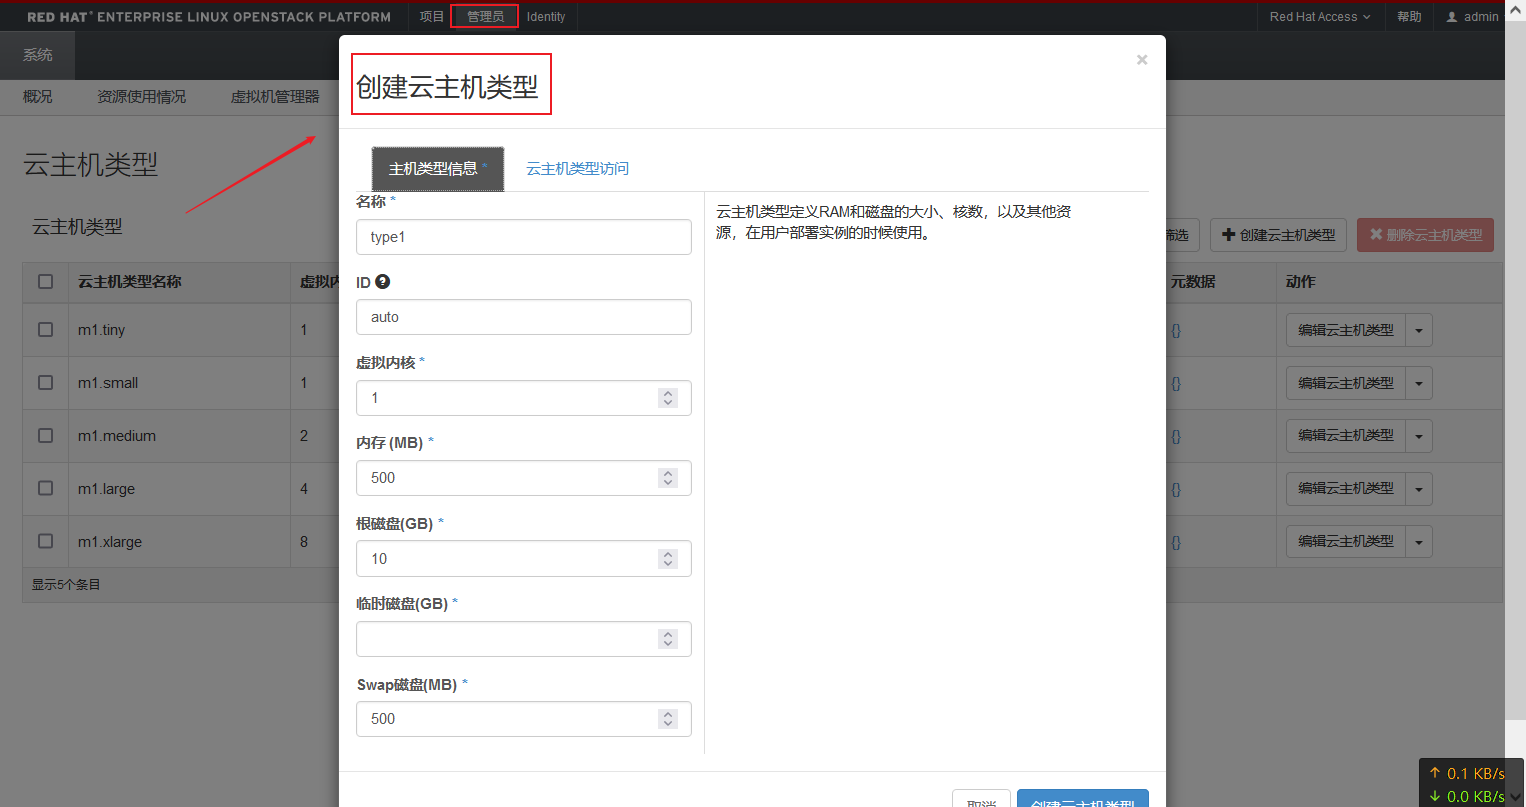 RED HAT® ENTERPRISE LINUX OPENSTACK PLATFORM 项目 管理员 Identity Red Hat Access 帮助 admin
系统
概况 资源使用情况 虚拟机管理器
云主机类型
云主机类型
筛选 创建云主机类型 删除云主机类型
云主机类型名称 虚拟内 元数据 动作
m1.tiny 1 {} 编辑云主机类型
m1.small 1 {} 编辑云主机类型
m1.medium 2 {} 编辑云主机类型
m1.large 4 {} 编辑云主机类型
m1.xlarge 8 {} 编辑云主机类型
显示5个条目
创建云主机类型
×
主机类型信息 * 云主机类型访问
名称 *
type1
ID
auto
虚拟内核 *
1
内存 (MB) *
500
根磁盘(GB) *
10
临时磁盘(GB) *
Swap磁盘(MB) *
500
云主机类型定义RAM和磁盘的大小、核数，以及其他资
源，在用户部署实例的时候使用。
取消 创建云主机类型
↑ 0.1 KB/s
↓ 0.0 KB/s